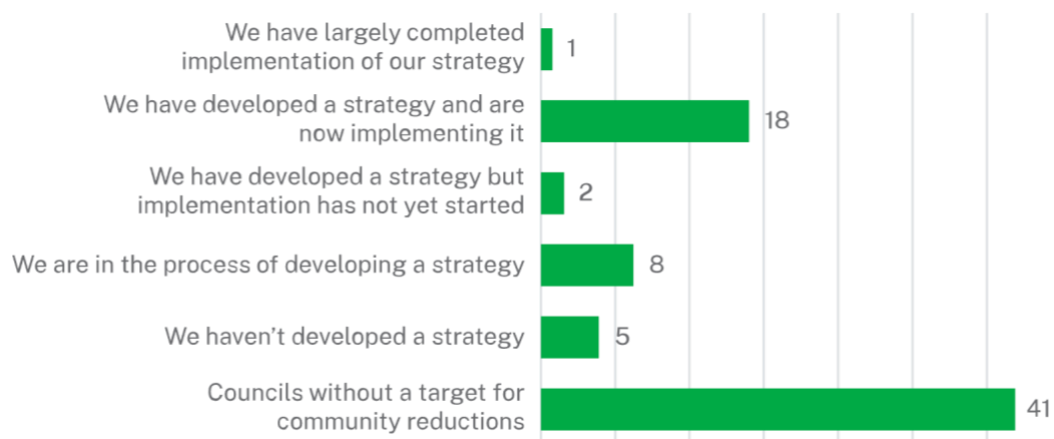 We have largely completed
implementation of our strategy
1
We have developed a strategy and are
now implementing it
18
We have developed a strategy but
implementation has not yet started
2
We are in the process of developing a strategy
8
We haven’t developed a strategy
5
Councils without a target for
community reductions
41